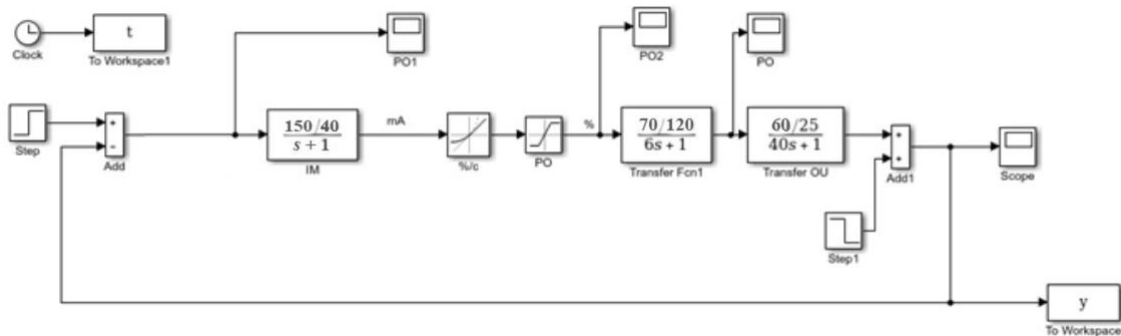 t
Clock
To Workspace1
PO1
PO2
PO
Step
+
−
Add
150/40
s + 1
IM
mA
%/c
PO
%
70/120
6s + 1
Transfer Fcn1
60/25
40s + 1
Transfer OU
+
+
Add1
Scope
Step1
y
To Workspace